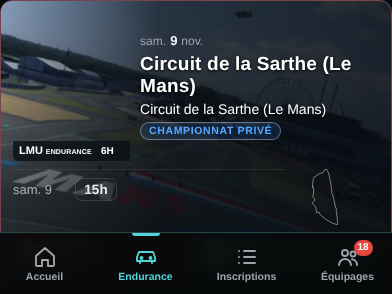 sam. 9 nov.
Circuit de la Sarthe (Le
Mans)
Circuit de la Sarthe (Le Mans)
CHAMPIONNAT PRIVÉ
LMU ENDURANCE 6H
sam. 9 15h
18
Accueil Endurance Inscriptions Équipages